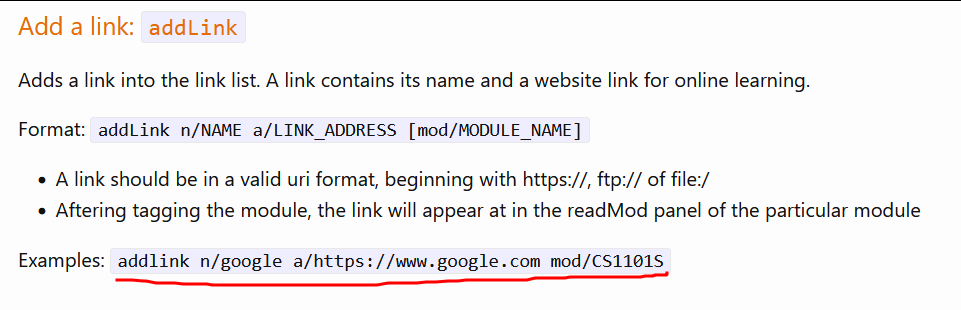 Add a link: addLink
Adds a link into the link list. A link contains its name and a website link for online learning.
Format: addLink n/NAME a/LINK_ADDRESS [mod/MODULE_NAME]
• A link should be in a valid uri format, beginning with https://, ftp:// of file:/
• Aftering tagging the module, the link will appear at in the readMod panel of the particular module
Examples: addlink n/google a/https://www.google.com mod/CS1101S